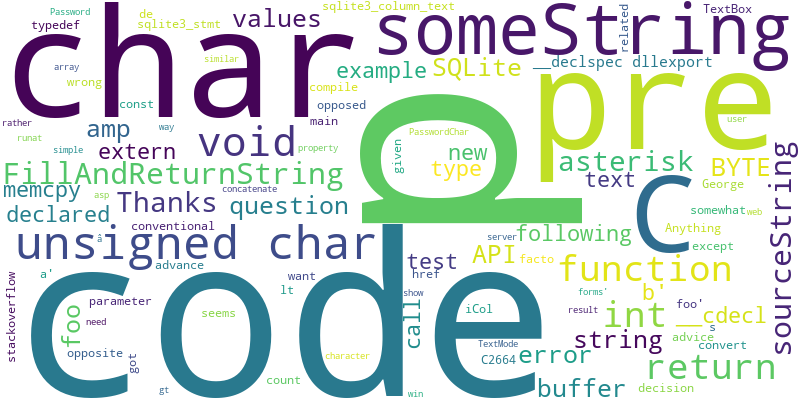 char
someString
pre
code
p
C
unsigned char
FillAndReturnString
function
return
int
void
sourceString
Password
typedef
de
sqlite3_stmt
values
sqlite3_column_text
related
TextBox
array
wrong
similar
example
SQLite
__declspec dllexport
const
compile
opposed
rather
runat
amp
way
main
user
simple
extern
property
PasswordChar
given
new
type
asterisk
BYTE
memcpy
asp
concatenate
text
George
declared
Thanks
question
somewhat
web
conventional
server
following
Anything
except
a'
advance
want
test
API
facto
lt
href
b'
forms'
stackoverflow
parameter
call
show
iCol
foo'
__cdecl
foo
need
seems
result
s
string
advice
opposite
got
TextMode
C2664
error
convert
character
count
gt
win
buffer
decision
â